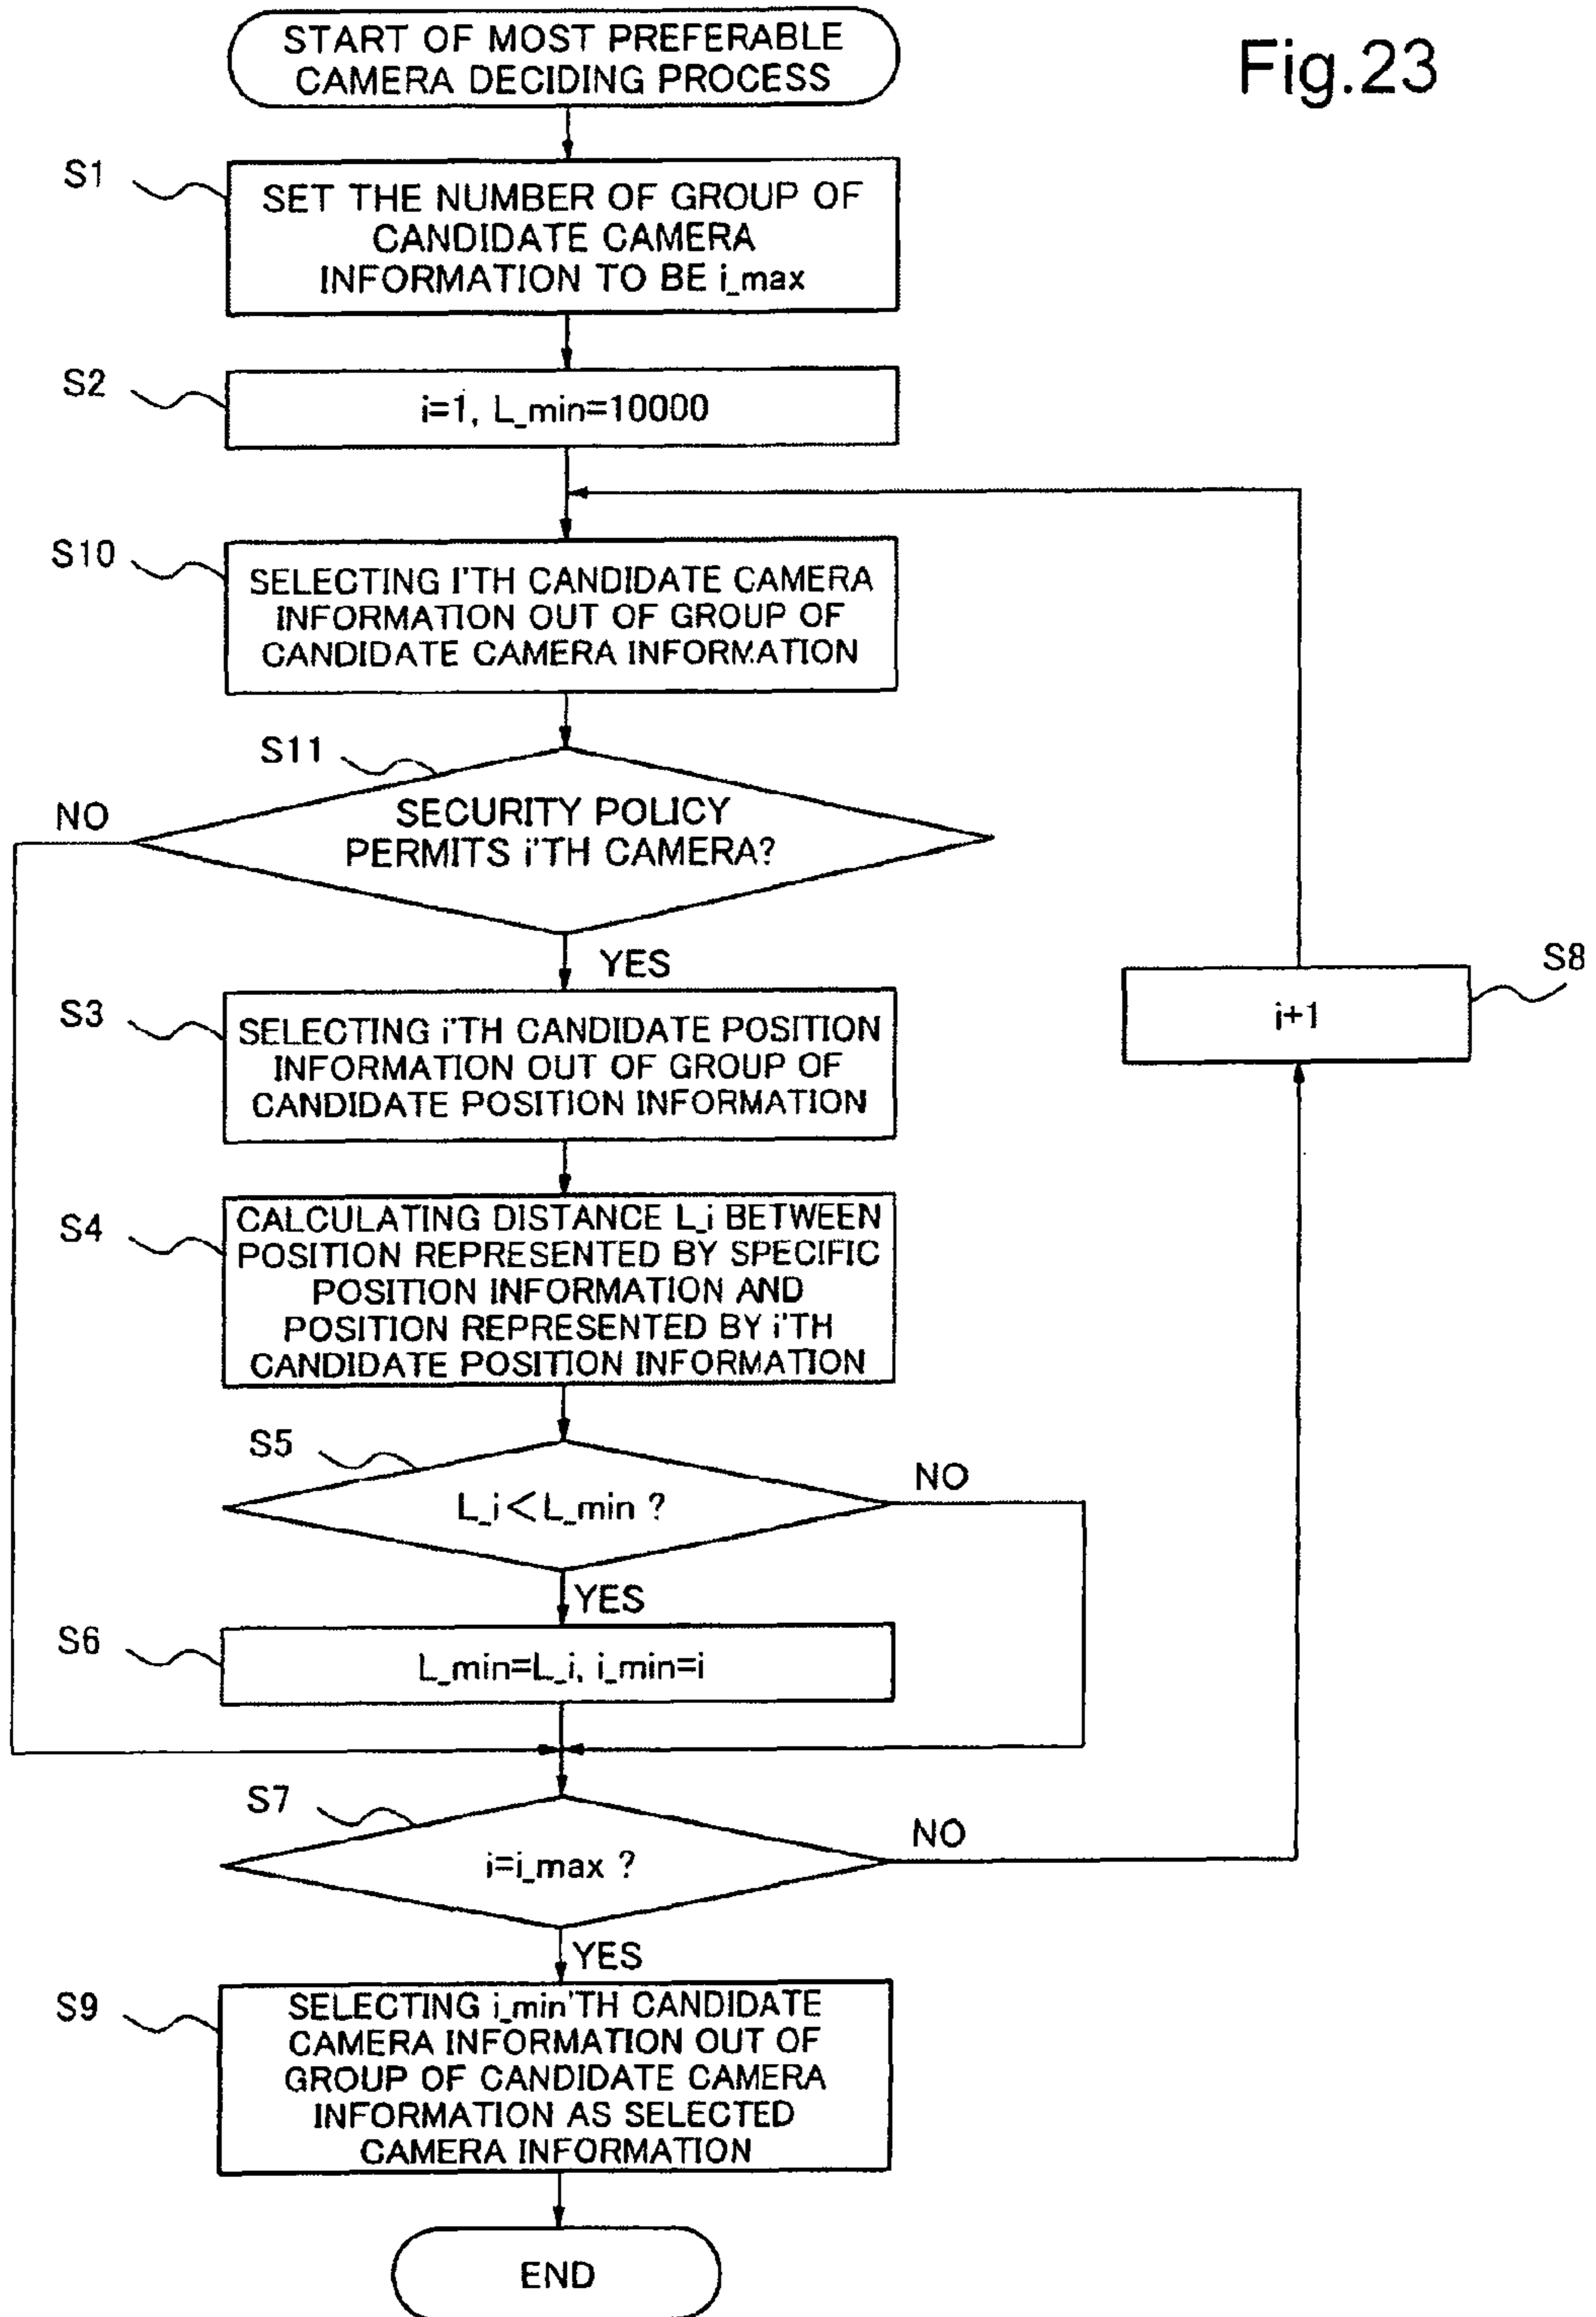 Fig.23
START OF MOST PREFERABLE
CAMERA DECIDING PROCESS
S1
SET THE NUMBER OF GROUP OF
CANDIDATE CAMERA
INFORMATION TO BE i_max
S2
i=1, L_min=10000
S10
SELECTING I'TH CANDIDATE CAMERA
INFORMATION OUT OF GROUP OF
CANDIDATE CAMERA INFORMATION
S11
SECURITY POLICY
PERMITS i'TH CAMERA?
NO
YES
S3
SELECTING i'TH CANDIDATE POSITION
INFORMATION OUT OF GROUP OF
CANDIDATE POSITION INFORMATION
S8
i+1
S4
CALCULATING DISTANCE L_i BETWEEN
POSITION REPRESENTED BY SPECIFIC
POSITION INFORMATION AND
POSITION REPRESENTED BY i'TH
CANDIDATE POSITION INFORMATION
S5
L_i<L_min ?
NO
YES
S6
L_min=L_i, i_min=i
S7
i=i_max ?
NO
YES
S9
SELECTING i_min'TH CANDIDATE
CAMERA INFORMATION OUT OF
GROUP OF CANDIDATE CAMERA
INFORMATION AS SELECTED
CAMERA INFORMATION
END